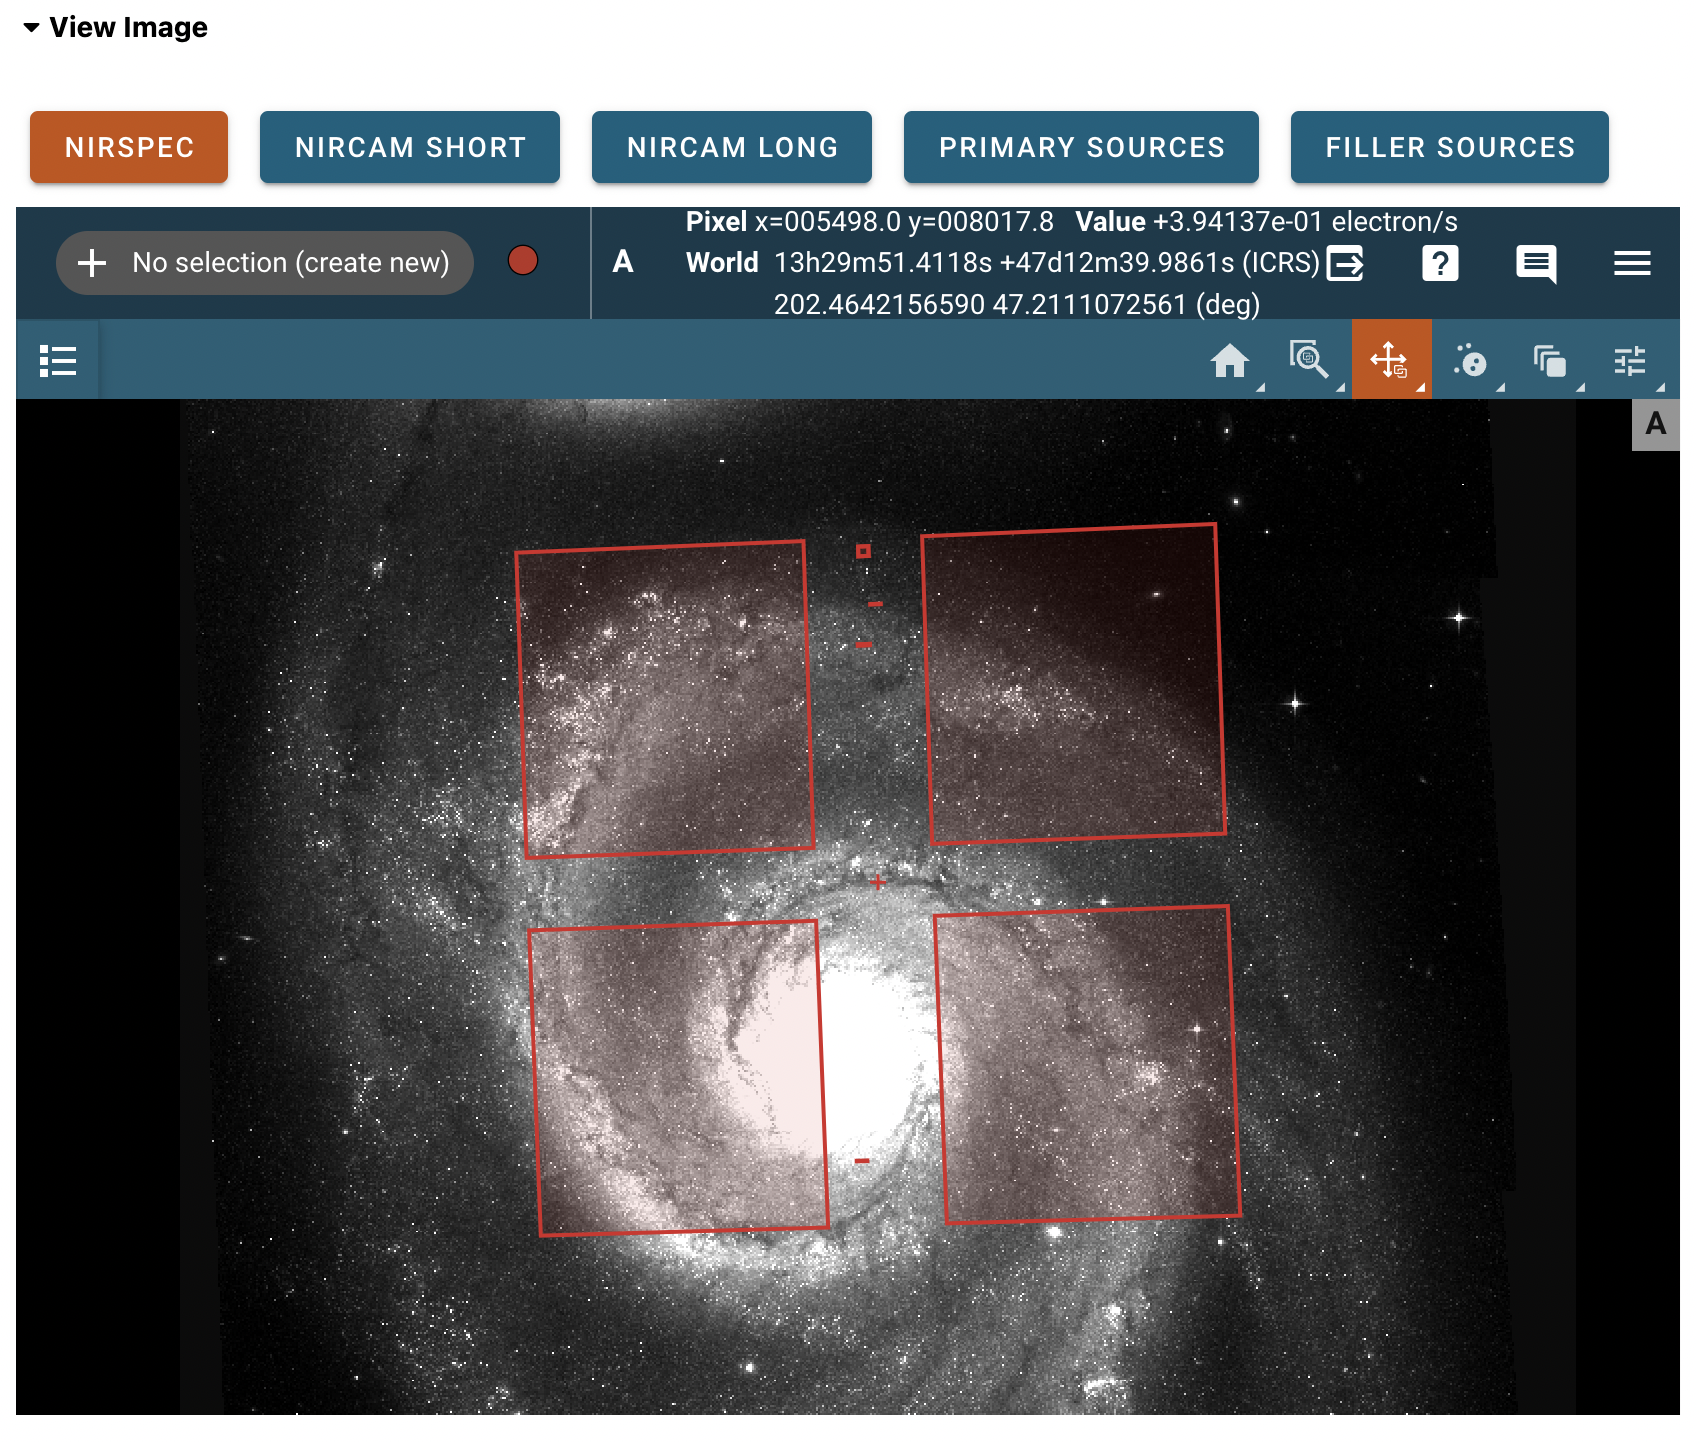 View Image
NIRSPEC NIRCAM SHORT NIRCAM LONG PRIMARY SOURCES FILLER SOURCES
Pixel x=005498.0 y=008017.8 Value +3.94137e-01 electron/s
No selection (create new) A World 13h29m51.4118s +47d12m39.9861s (ICRS)
202.4642156590 47.2111072561 (deg)
A